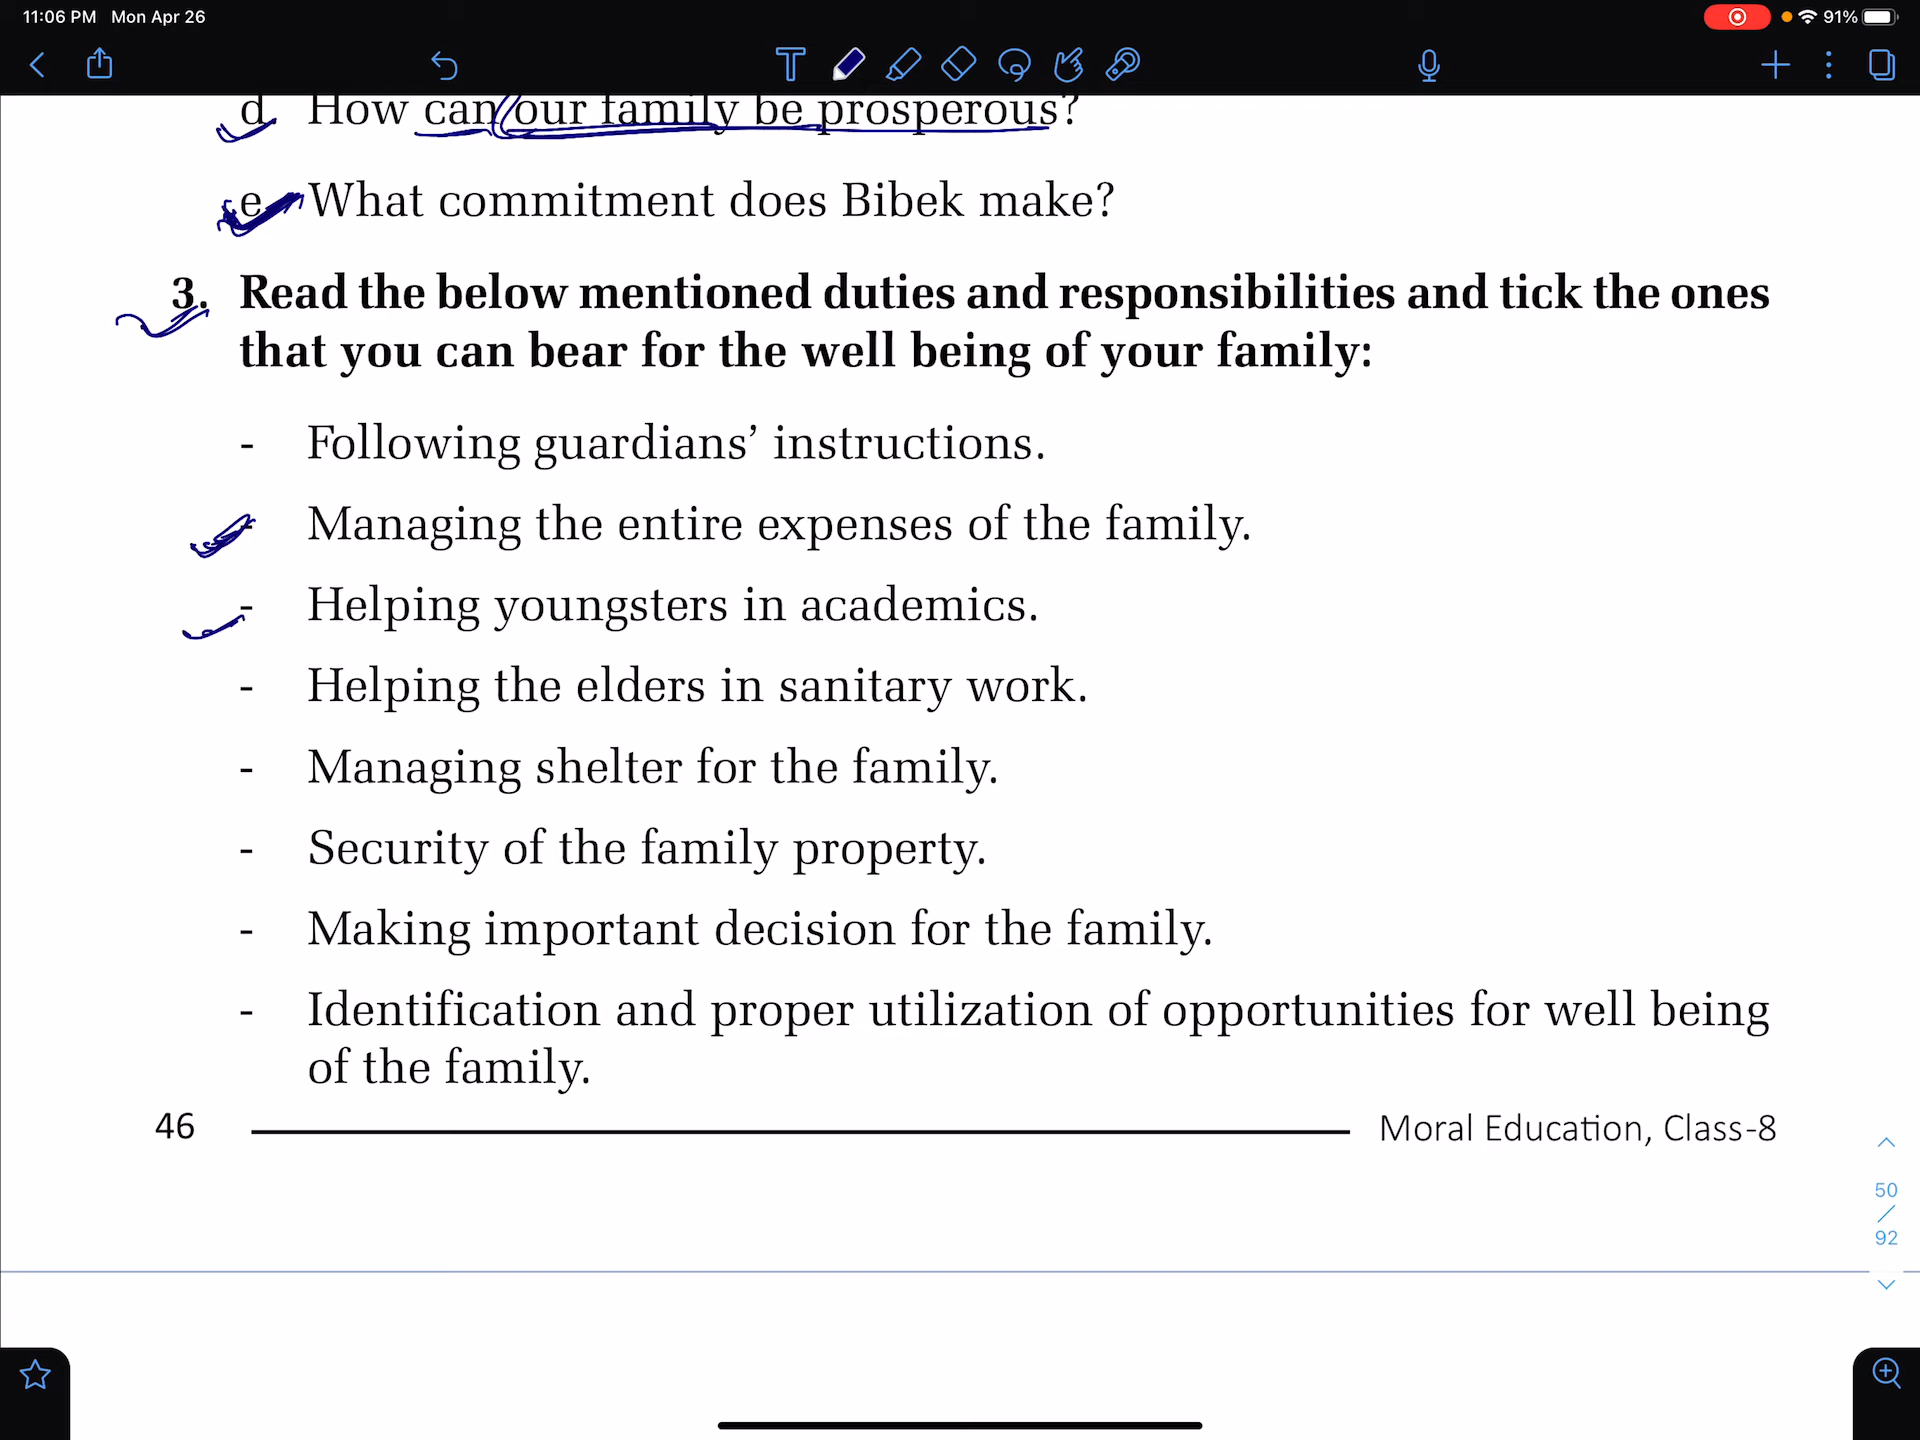 11:06 PM Mon Apr 26
91%
d. How can our family be prosperous?
e. What commitment does Bibek make?
3. Read the below mentioned duties and responsibilities and tick the ones
that you can bear for the well being of your family:
- Following guardians’ instructions.
- Managing the entire expenses of the family.
- Helping youngsters in academics.
- Helping the elders in sanitary work.
- Managing shelter for the family.
- Security of the family property.
- Making important decision for the family.
- Identification and proper utilization of opportunities for well being
of the family.
46 Moral Education, Class-8
50
/
92